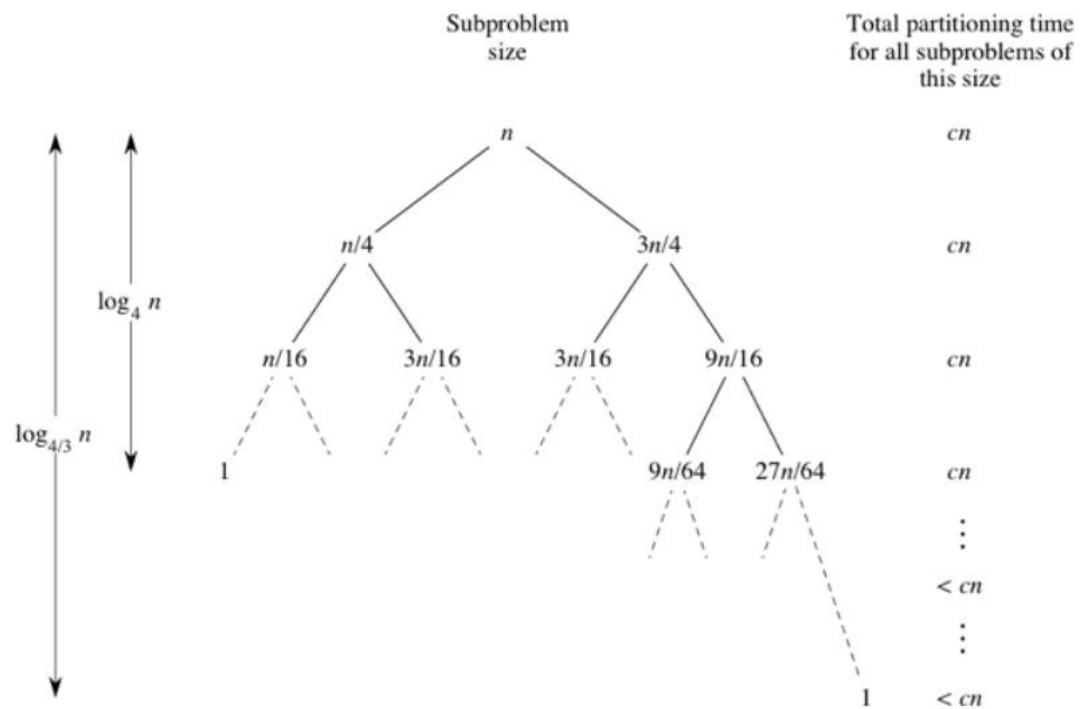 Subproblem
size
Total partitioning time
for all subproblems of
this size
n
cn
n/4
3n/4
cn
log₄ n
n/16
3n/16
3n/16
9n/16
cn
log₄/₃ n
1
9n/64
27n/64
cn
⋮
< cn
⋮
1
< cn